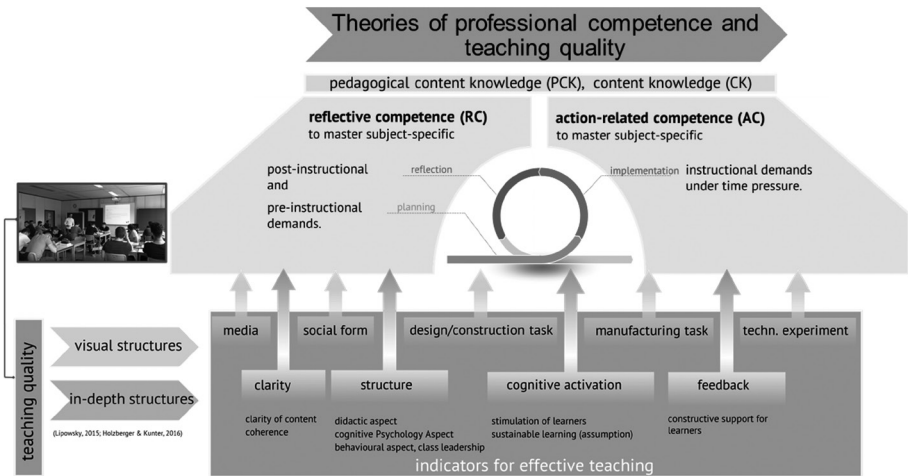 Theories of professional competence and
teaching quality
pedagogical content knowledge (PCK), content knowledge (CK)
reflective competence (RC)
to master subject-specific
post-instructional
and
pre-instructional
demands.
reflection
planning
action-related competence (AC)
to master subject-specific
implementation
instructional demands
under time pressure.
teaching quality
visual structures
in-depth structures
(Lipowsky, 2015; Holzberger & Kunter, 2016)
media
social form
design/construction task
manufacturing task
techn. experiment
clarity
clarity of content
coherence
structure
didactic aspect
cognitive Psychology Aspect
behavioural aspect, class leadership
cognitive activation
stimulation of learners
sustainable learning (assumption)
feedback
constructive support for
learners
indicators for effective teaching